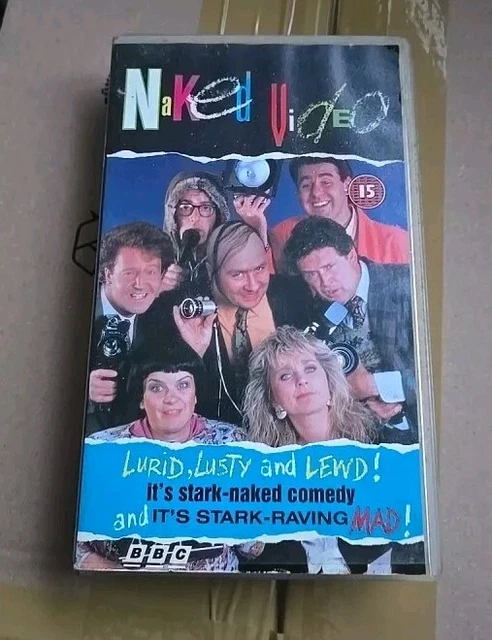 NaKed VidEo
15
LURiD, LUSTY and LEWD!
it's stark-naked comedy
and IT'S STARK-RAVING MAD!
BBC